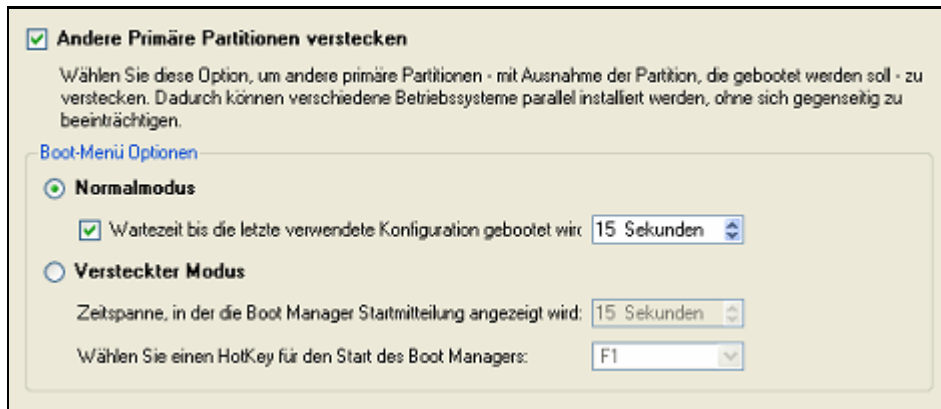 Andere Primäre Partitionen verstecken
Wählen Sie diese Option, um andere primäre Partitionen - mit Ausnahme der Partition, die gebootet werden soll - zu
verstecken. Dadurch können verschiedene Betriebssysteme parallel installiert werden, ohne sich gegenseitig zu
beeinträchtigen.
Boot-Menü Optionen
Normalmodus
Wartezeit bis die letzte verwendete Konfiguration gebootet wird 15 Sekunden
Versteckter Modus
Zeitspanne, in der die Boot Manager Startmitteilung angezeigt wird: 15 Sekunden
Wählen Sie einen HotKey für den Start des Boot Managers: F1